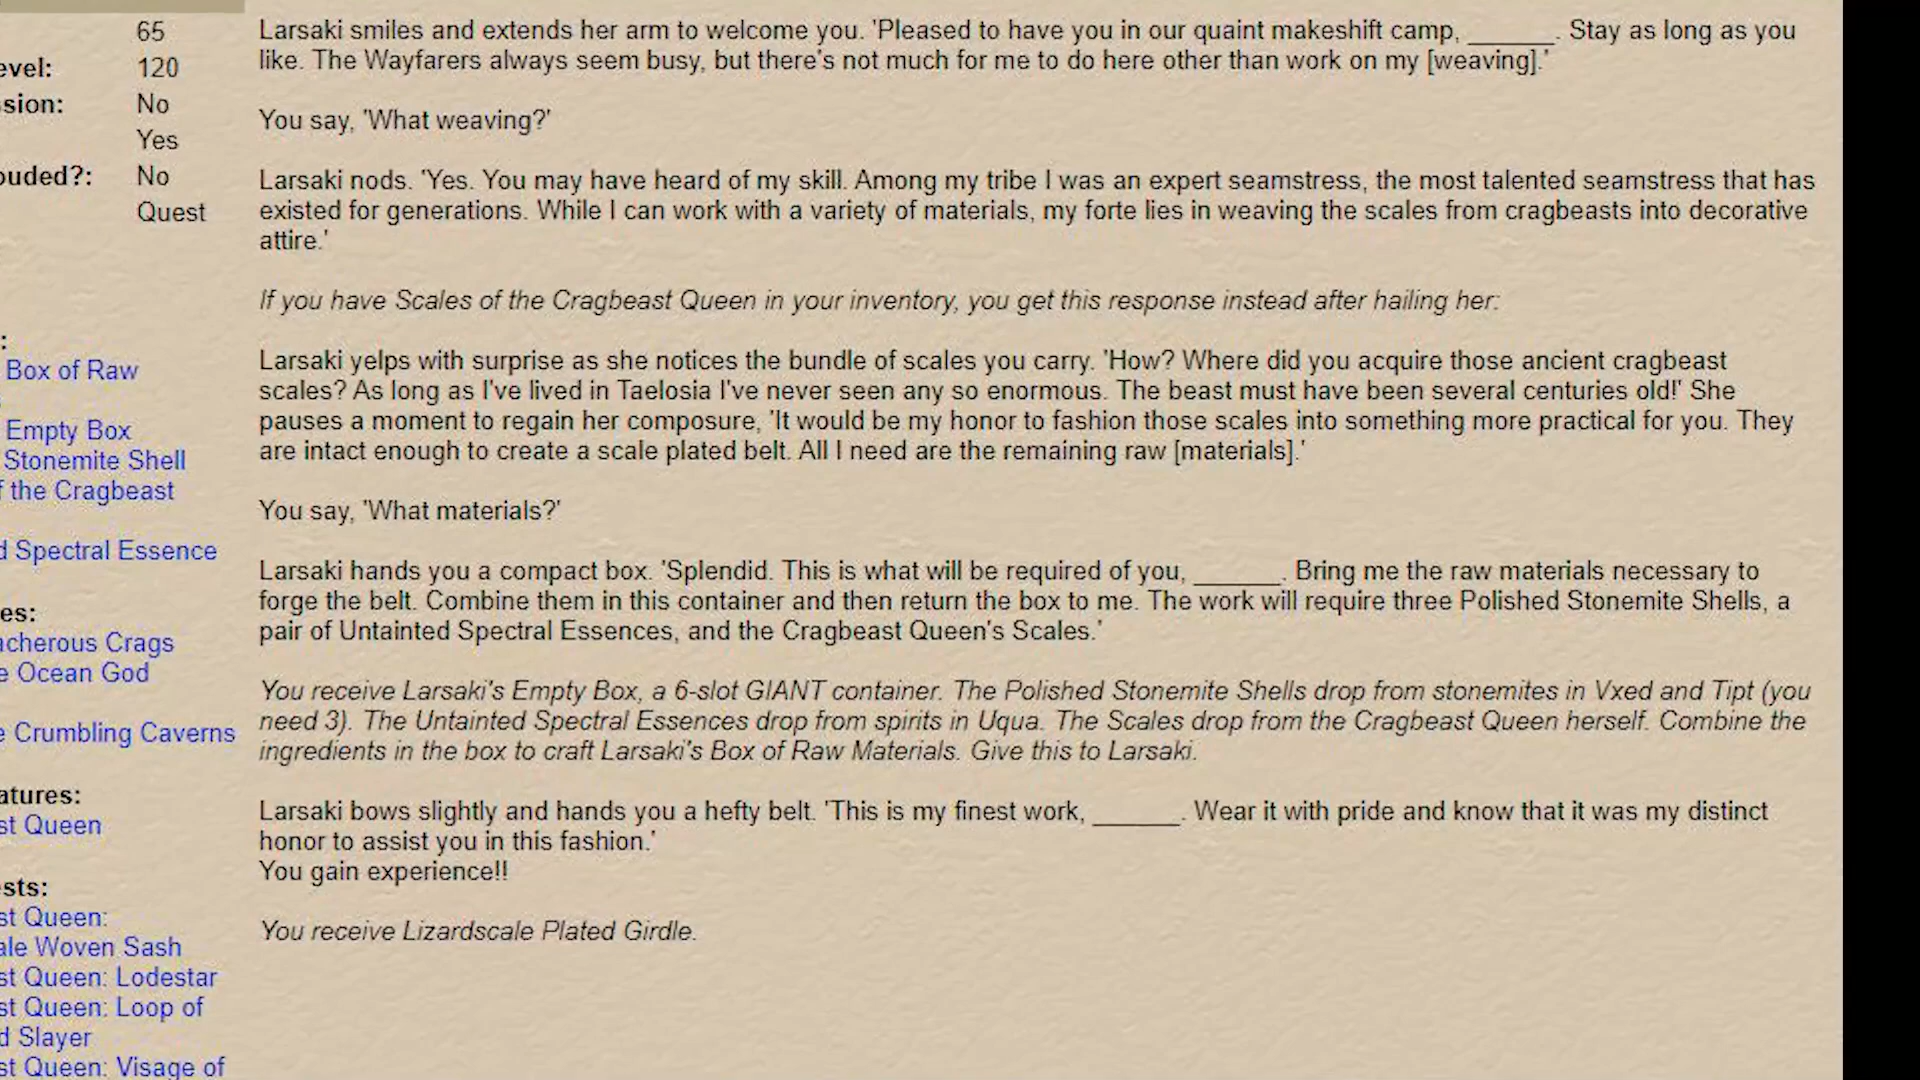 65
evel: 120
sion: No
Yes
ouded?: No
Quest
:
Box of Raw
Empty Box
Stonemite Shell
f the Cragbeast
d Spectral Essence
es:
acherous Crags
e Ocean God
e Crumbling Caverns
atures:
st Queen
sts:
st Queen:
ale Woven Sash
st Queen: Lodestar
st Queen: Loop of
d Slayer
st Queen: Visage of
Larsaki smiles and extends her arm to welcome you. 'Pleased to have you in our quaint makeshift camp, ______. Stay as long as you
like. The Wayfarers always seem busy, but there's not much for me to do here other than work on my [weaving].'
You say, 'What weaving?'
Larsaki nods. 'Yes. You may have heard of my skill. Among my tribe I was an expert seamstress, the most talented seamstress that has
existed for generations. While I can work with a variety of materials, my forte lies in weaving the scales from cragbeasts into decorative
attire.'
If you have Scales of the Cragbeast Queen in your inventory, you get this response instead after hailing her:
Larsaki yelps with surprise as she notices the bundle of scales you carry. 'How? Where did you acquire those ancient cragbeast
scales? As long as I've lived in Taelosia I've never seen any so enormous. The beast must have been several centuries old!' She
pauses a moment to regain her composure, 'It would be my honor to fashion those scales into something more practical for you. They
are intact enough to create a scale plated belt. All I need are the remaining raw [materials].'
You say, 'What materials?'
Larsaki hands you a compact box. 'Splendid. This is what will be required of you, ______. Bring me the raw materials necessary to
forge the belt. Combine them in this container and then return the box to me. The work will require three Polished Stonemite Shells, a
pair of Untainted Spectral Essences, and the Cragbeast Queen's Scales.'
You receive Larsaki's Empty Box, a 6-slot GIANT container. The Polished Stonemite Shells drop from stonemites in Vxed and Tipt (you
need 3). The Untainted Spectral Essences drop from spirits in Uqua. The Scales drop from the Cragbeast Queen herself. Combine the
ingredients in the box to craft Larsaki's Box of Raw Materials. Give this to Larsaki.
Larsaki bows slightly and hands you a hefty belt. 'This is my finest work, ______. Wear it with pride and know that it was my distinct
honor to assist you in this fashion.'
You gain experience!!
You receive Lizardscale Plated Girdle.